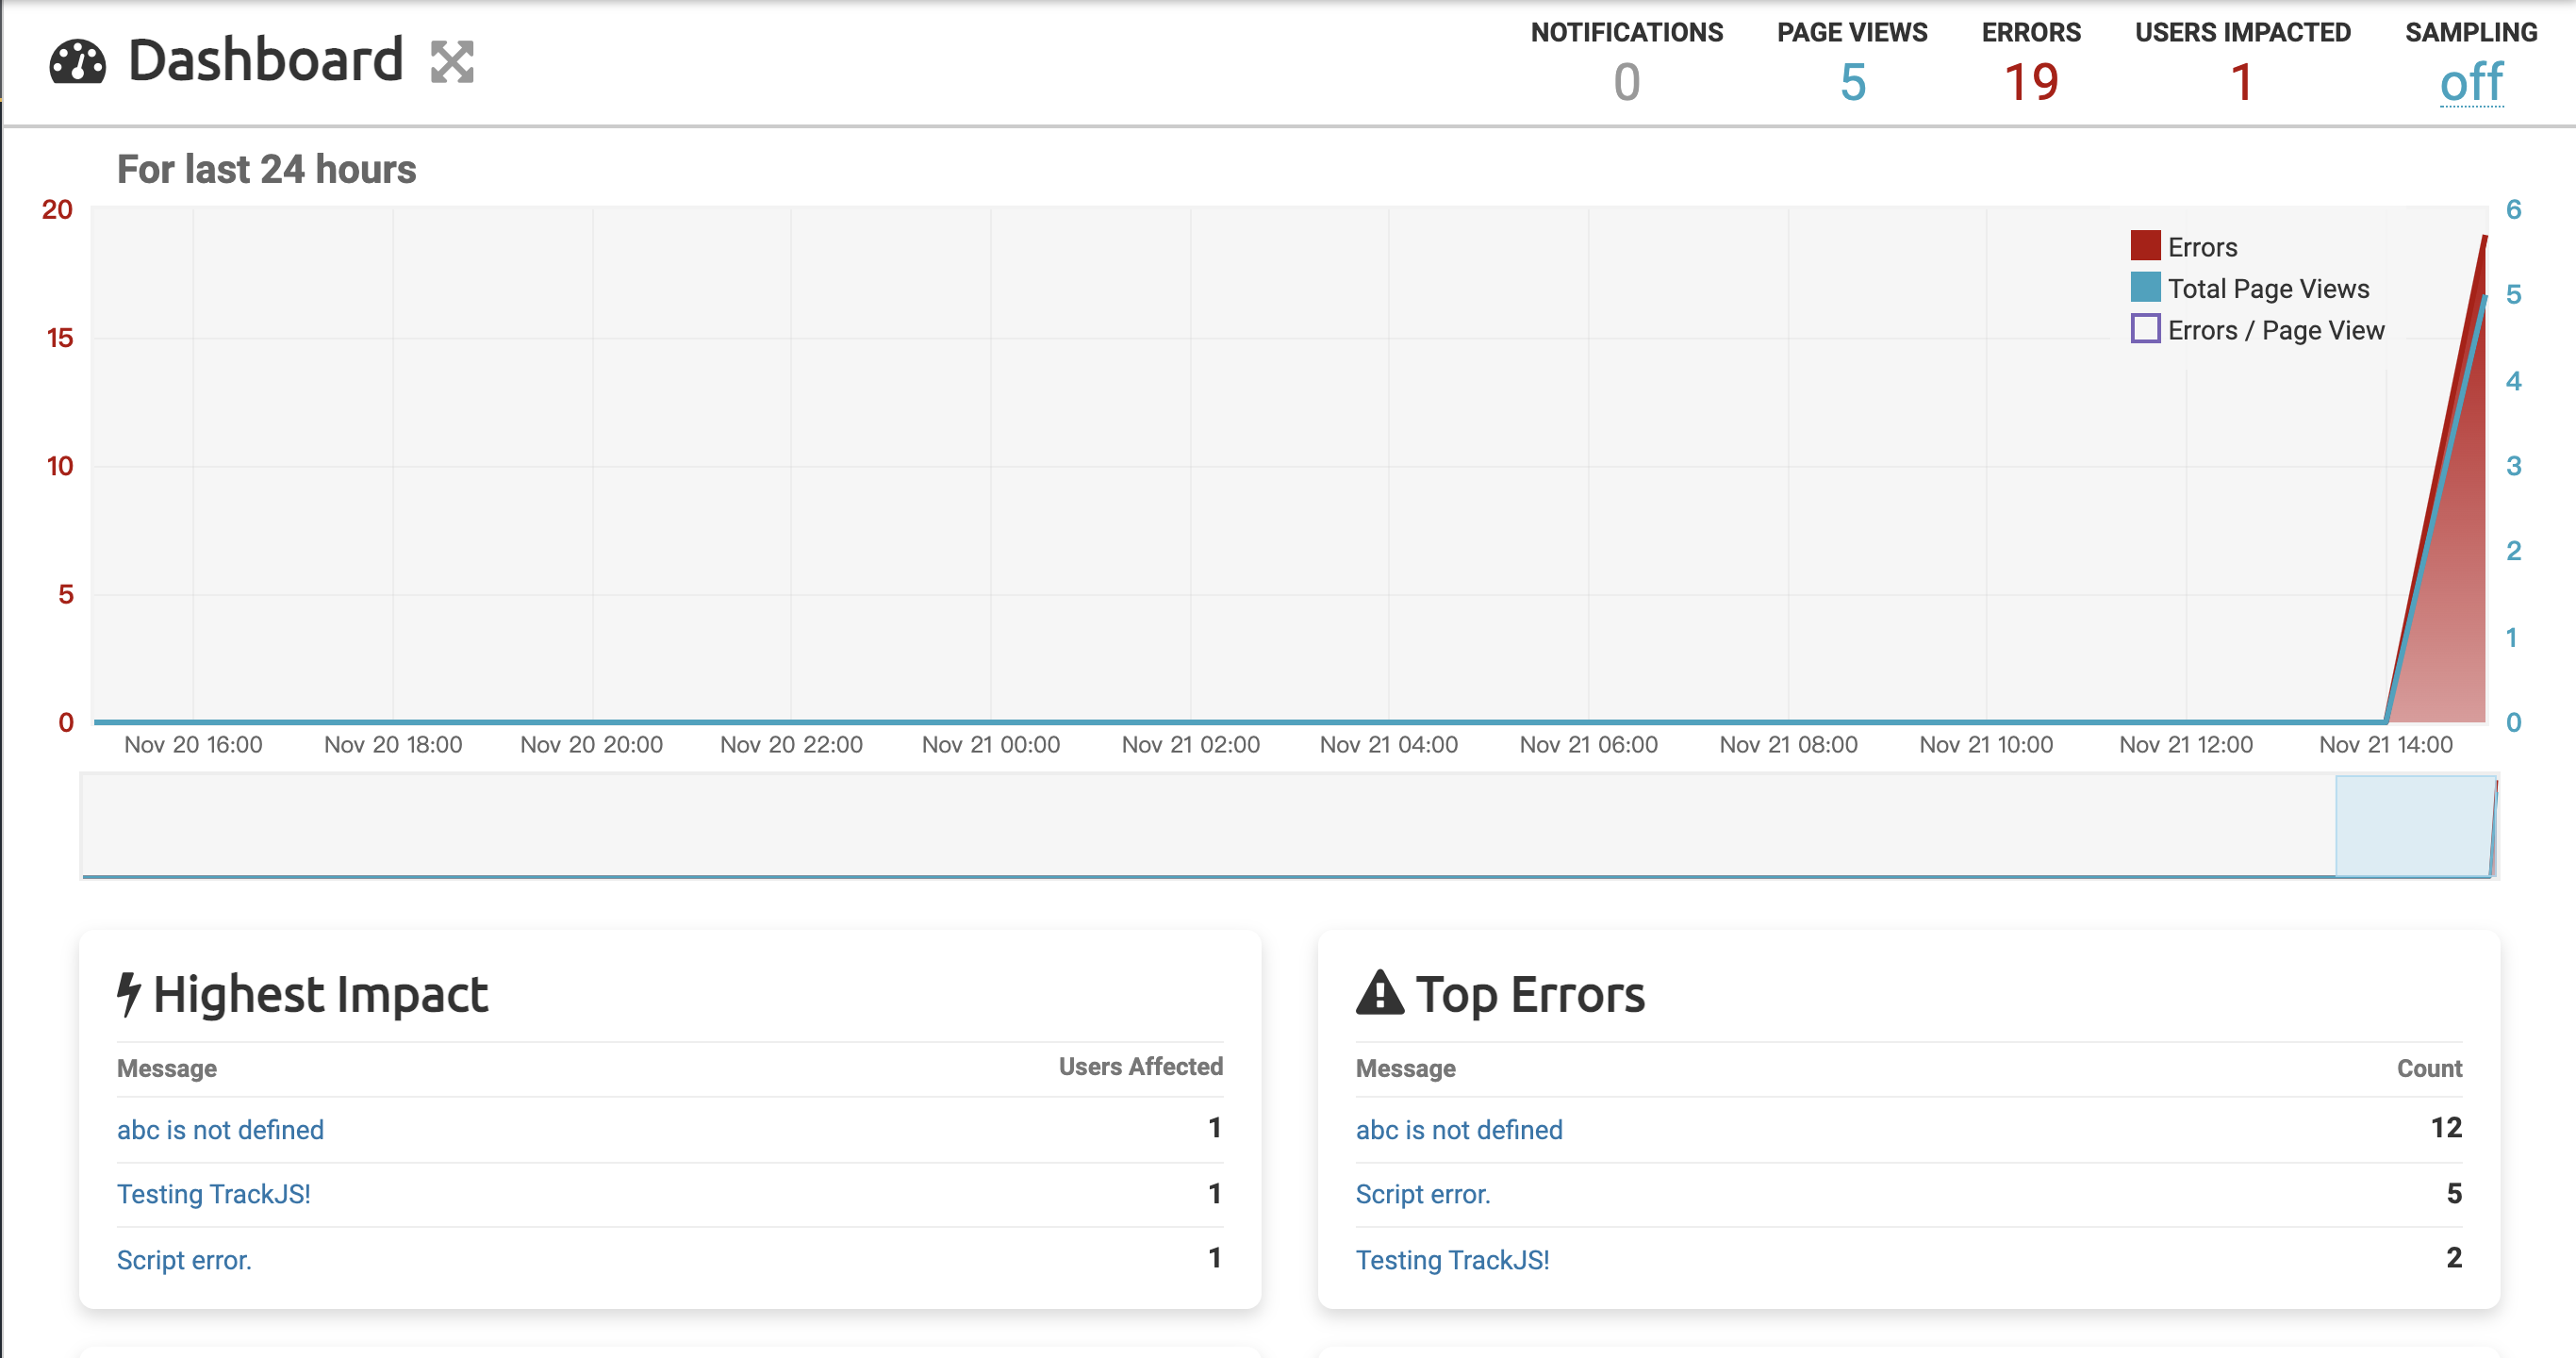 Dashboard
NOTIFICATIONS PAGE VIEWS ERRORS USERS IMPACTED SAMPLING
0 5 19 1 off
For last 24 hours
20
15
10
5
0
6
5
4
3
2
1
0
Errors
Total Page Views
Errors / Page View
Nov 20 16:00 Nov 20 18:00 Nov 20 20:00 Nov 20 22:00 Nov 21 00:00 Nov 21 02:00 Nov 21 04:00 Nov 21 06:00 Nov 21 08:00 Nov 21 10:00 Nov 21 12:00 Nov 21 14:00
Highest Impact
Message Users Affected
abc is not defined 1
Testing TrackJS! 1
Script error. 1
Top Errors
Message Count
abc is not defined 12
Script error. 5
Testing TrackJS! 2